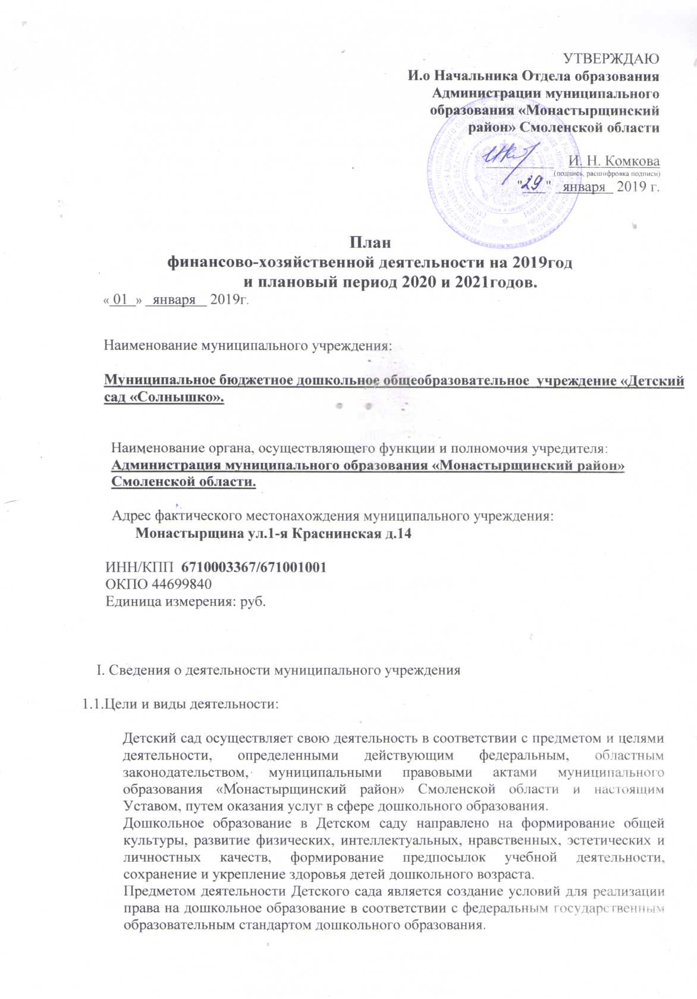 УТВЕРЖДАЮ
И.о Начальника Отдела образования
Администрации муниципального
образования «Монастырщинский
район» Смоленской области
И. Н. Комкова
(подпись, расшифровка подписи)
"29" января 2019 г.
План
финансово-хозяйственной деятельности на 2019год
и плановый период 2020 и 2021годов.
« 01 » января 2019г.
Наименование муниципального учреждения:
Муниципальное бюджетное дошкольное общеобразовательное учреждение «Детский
сад «Солнышко».
Наименование органа, осуществляющего функции и полномочия учредителя:
Администрация муниципального образования «Монастырщинский район»
Смоленской области.
Адрес фактического местонахождения муниципального учреждения:
Монастырщина ул.1-я Краснинская д.14
ИНН/КПП 6710003367/671001001
ОКПО 44699840
Единица измерения: руб.
I. Сведения о деятельности муниципального учреждения
1.1.Цели и виды деятельности:
Детский сад осуществляет свою деятельность в соответствии с предметом и целями
деятельности, определенными действующим федеральным, областным
законодательством, муниципальными правовыми актами муниципального
образования «Монастырщинский район» Смоленской области и настоящим
Уставом, путем оказания услуг в сфере дошкольного образования.
Дошкольное образование в Детском саду направлено на формирование общей
культуры, развитие физических, интеллектуальных, нравственных, эстетических и
личностных качеств, формирование предпосылок учебной деятельности,
сохранение и укрепление здоровья детей дошкольного возраста.
Предметом деятельности Детского сада является создание условий для реализации
права на дошкольное образование в соответствии с федеральным государственным
образовательным стандартом дошкольного образования.